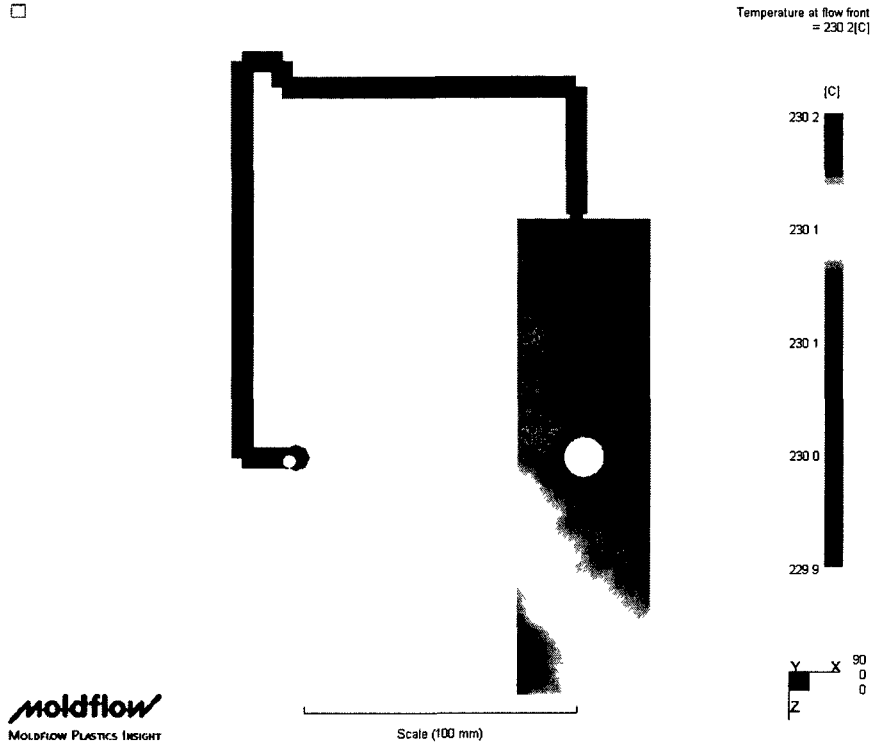 Temperature at flow front
= 230 2[C]
[C]
230 2
230 1
230 1
230 0
229 9
Y X 90
0
Z 0
moldflow
MOLDFLOW PLASTICS INSIGHT
Scale (100 mm)